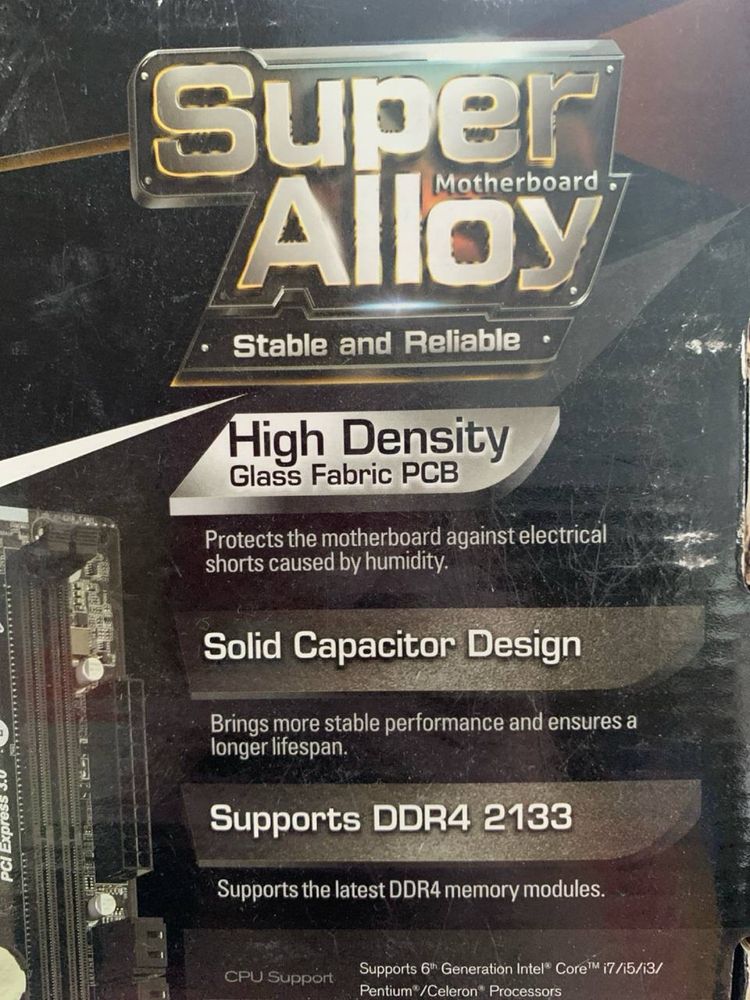 Super
Alloy
Motherboard
Stable and Reliable
High Density
Glass Fabric PCB
Protects the motherboard against electrical
shorts caused by humidity.
Solid Capacitor Design
Brings more stable performance and ensures a
longer lifespan.
Supports DDR4 2133
Supports the latest DDR4 memory modules.
PCI Express 3.0
CPU Support
Supports 6th Generation Intel® Core™ i7/i5/i3/
Pentium®/Celeron® Processors